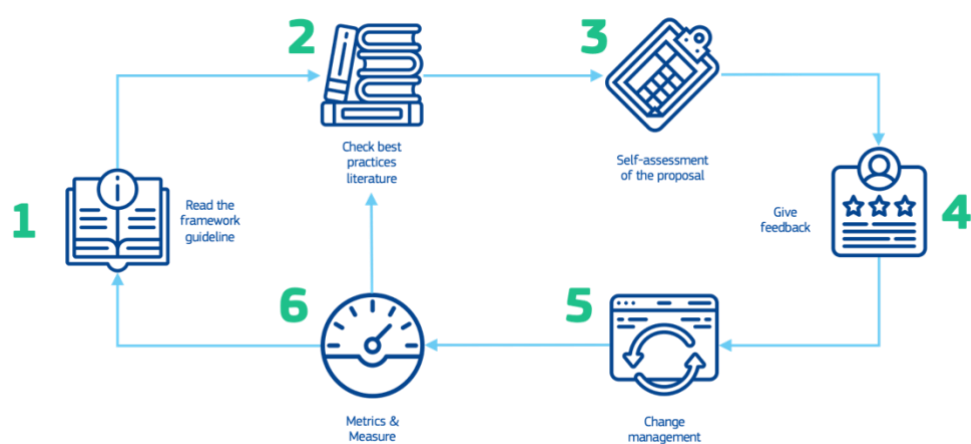 1
Read the
framework
guideline
2
Check best
practices
literature
3
Self-assessment
of the proposal
4
Give
feedback
5
Change
management
6
Metrics &
Measure